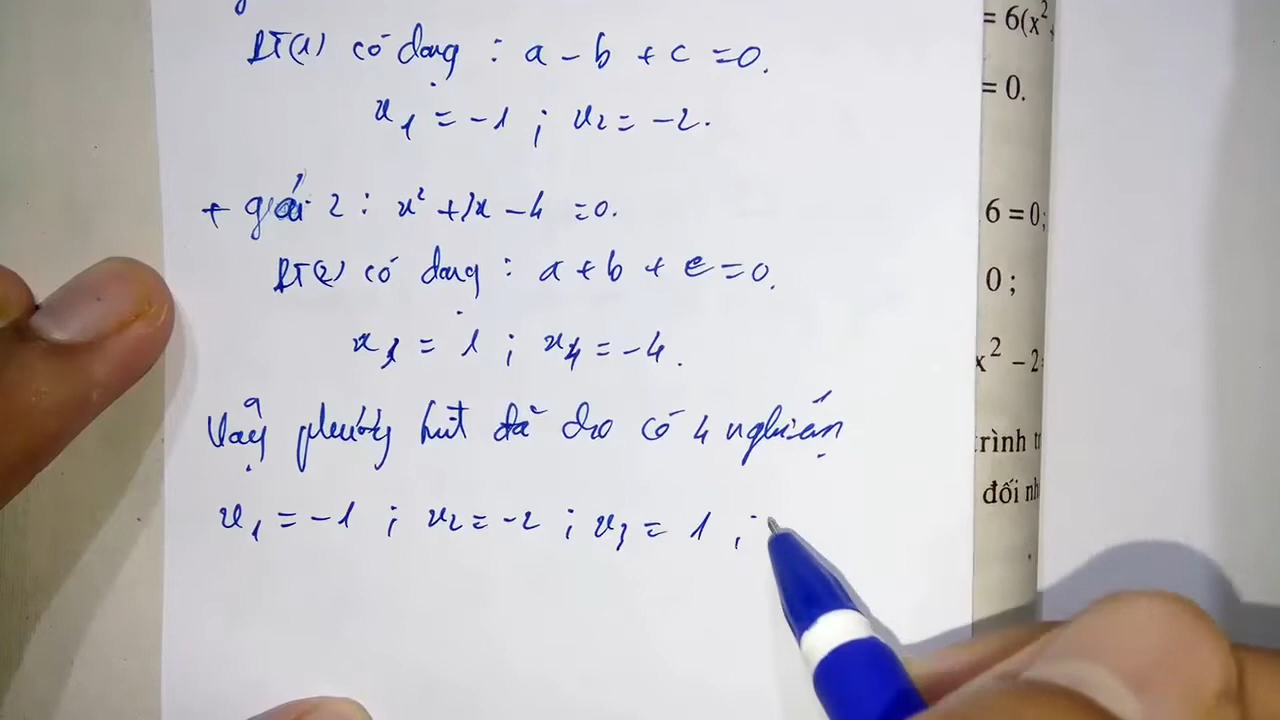 PT(1) có dạng : a - b + c = 0.
x₁ = -1 ; x₂ = -2.
+ giải 2 : x² + 3x - 4 = 0.
PT(2) có dạng : a + b + c = 0.
x₃ = 1 ; x₄ = -4.
Vậy phương trình đã cho có 4 nghiệm
x₁ = -1 ; x₂ = -2 ; x₃ = 1 ;
= 6(x²
= 0.
6 = 0;
0 ;
x² - 2
trình
đối